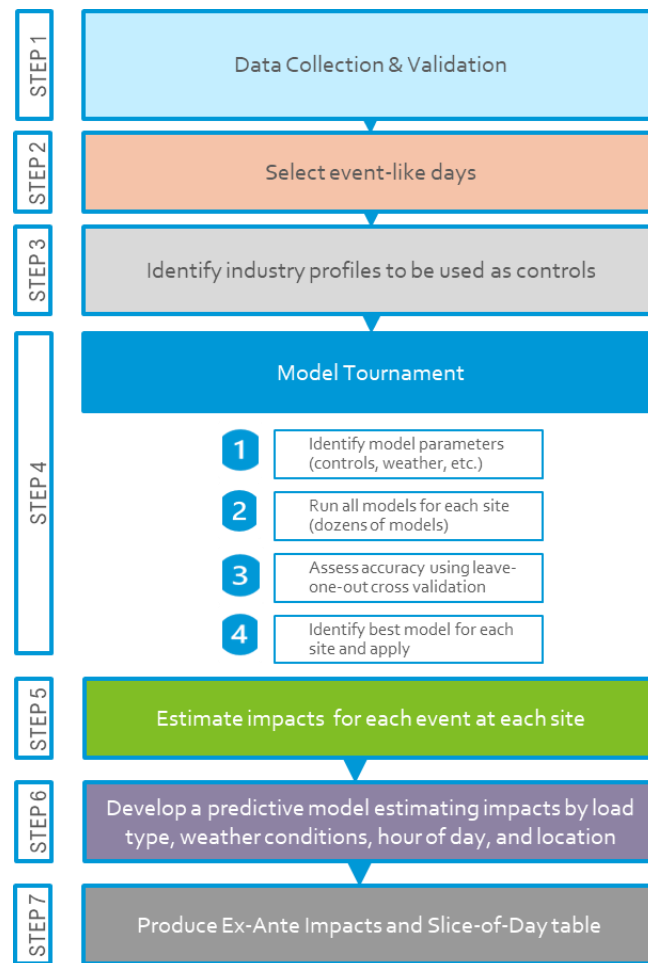 STEP 1
Data Collection & Validation
STEP 2
Select event-like days
STEP 3
Identify industry profiles to be used as controls
STEP 4
Model Tournament
1
Identify model parameters
(controls, weather, etc.)
2
Run all models for each site
(dozens of models)
3
Assess accuracy using leave-
one-out cross validation
4
Identify best model for each
site and apply
STEP 5
Estimate impacts for each event at each site
STEP 6
Develop a predictive model estimating impacts by load
type, weather conditions, hour of day, and location
STEP 7
Produce Ex-Ante Impacts and Slice-of-Day table